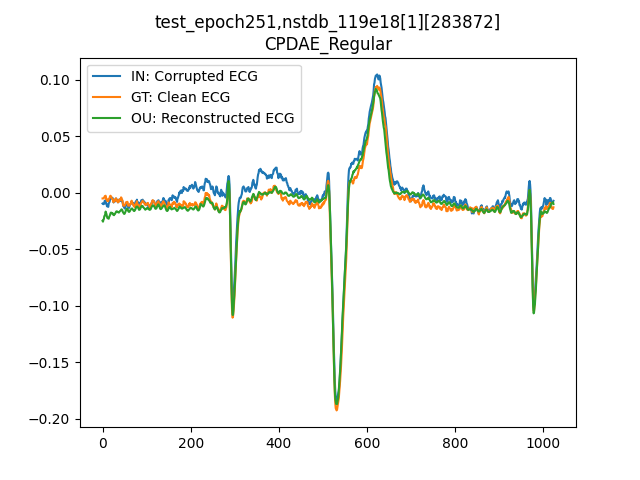 test_epoch251,nstdb_119e18[1][283872]
CPDAE_Regular
IN: Corrupted ECG
GT: Clean ECG
OU: Reconstructed ECG
0.10
0.05
0.00
−0.05
−0.10
−0.15
−0.20
0 200 400 600 800 1000